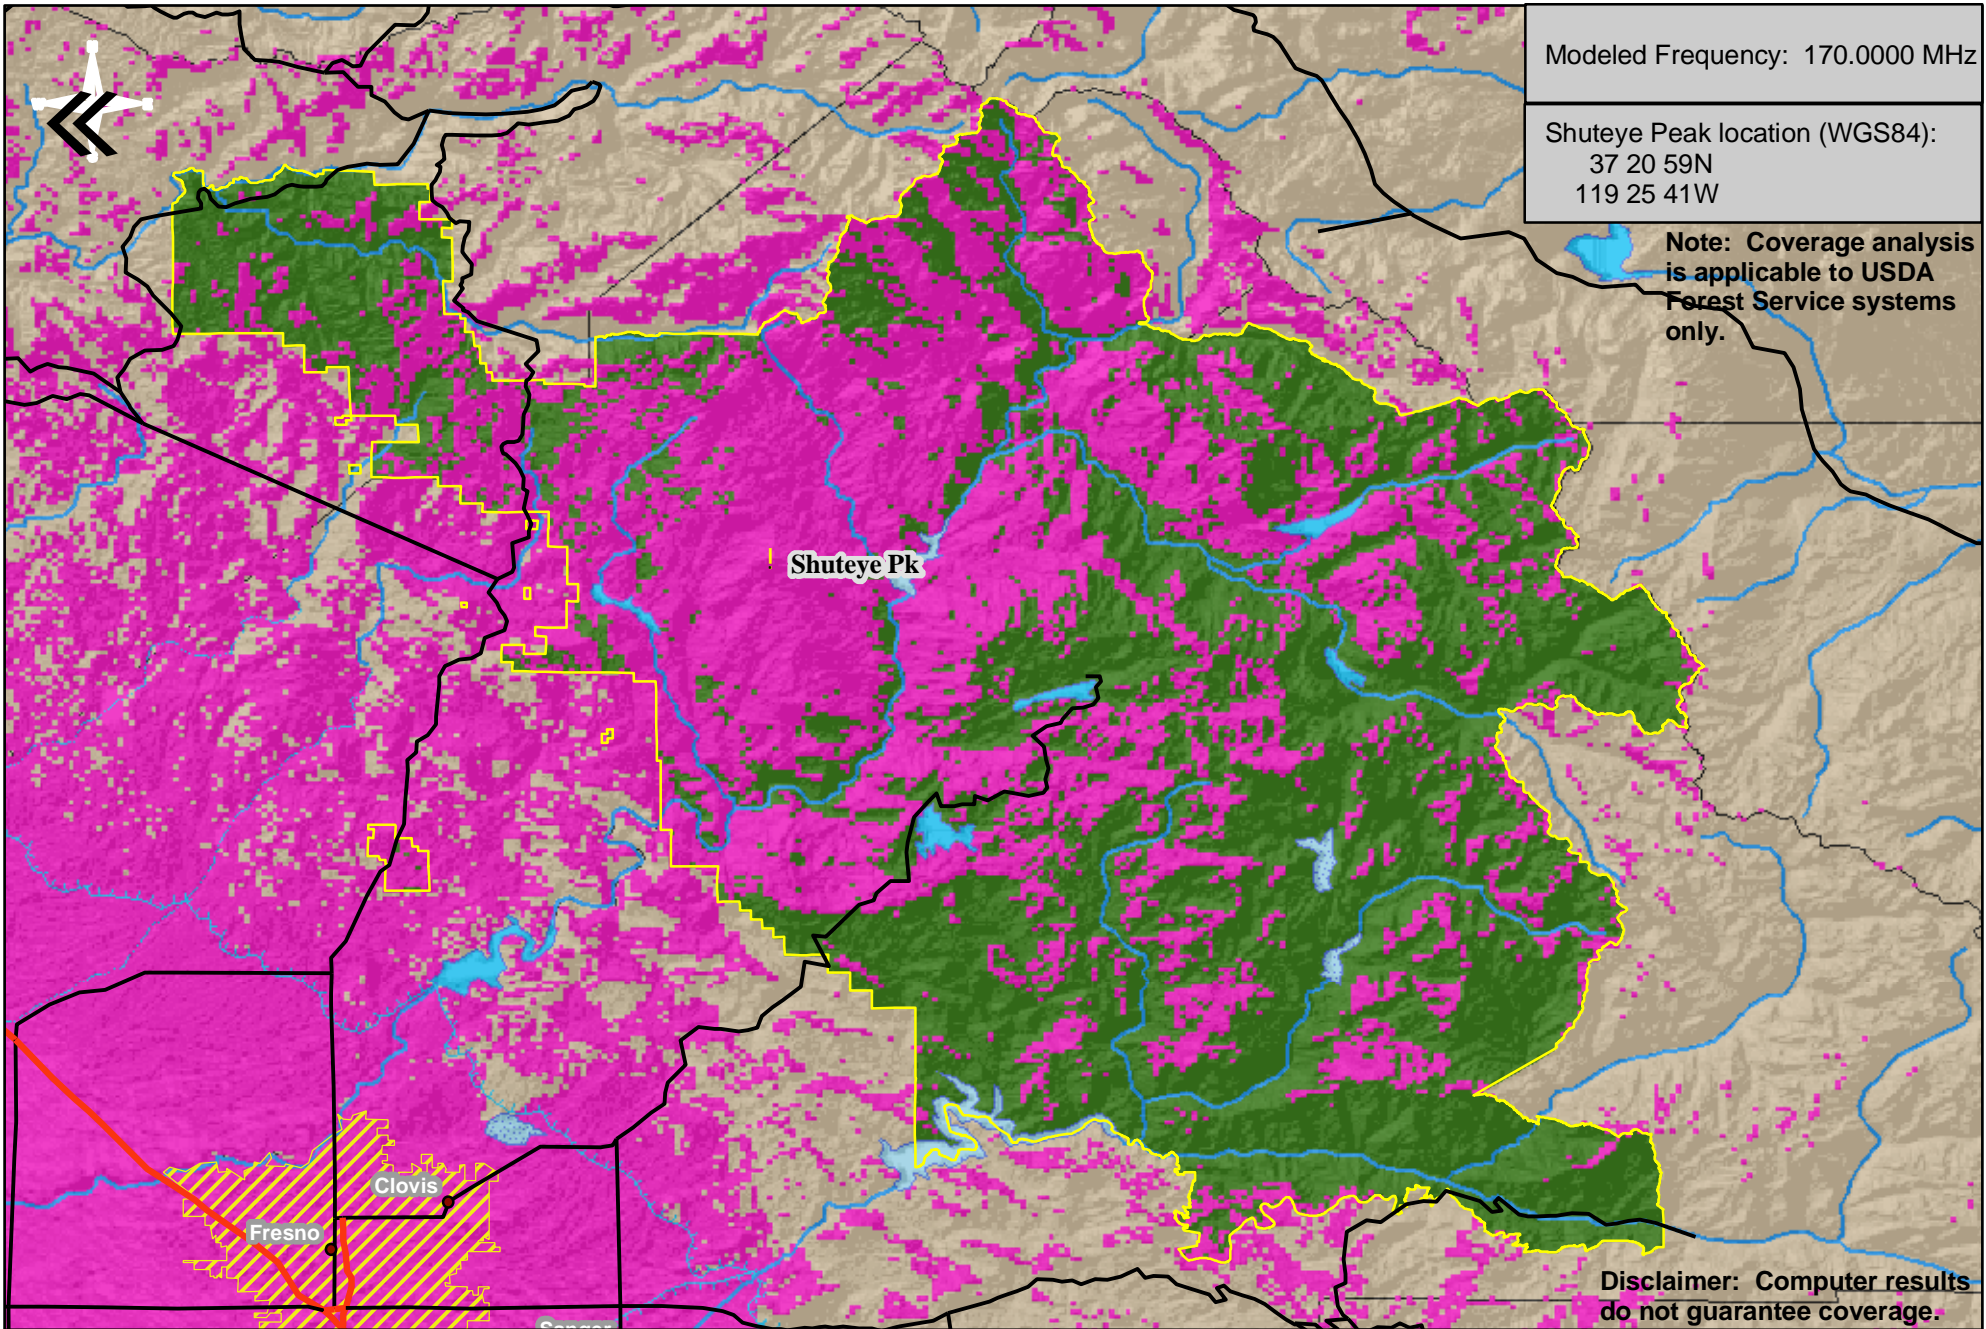 Modeled Frequency: 170.0000 MHz
Shuteye Peak location (WGS84):
37 20 59N
119 25 41W
Note: Coverage analysis
is applicable to USDA
Forest Service systems
only.
Shuteye Pk
Clovis
Fresno
Sanger
Disclaimer: Computer results
do not guarantee coverage.